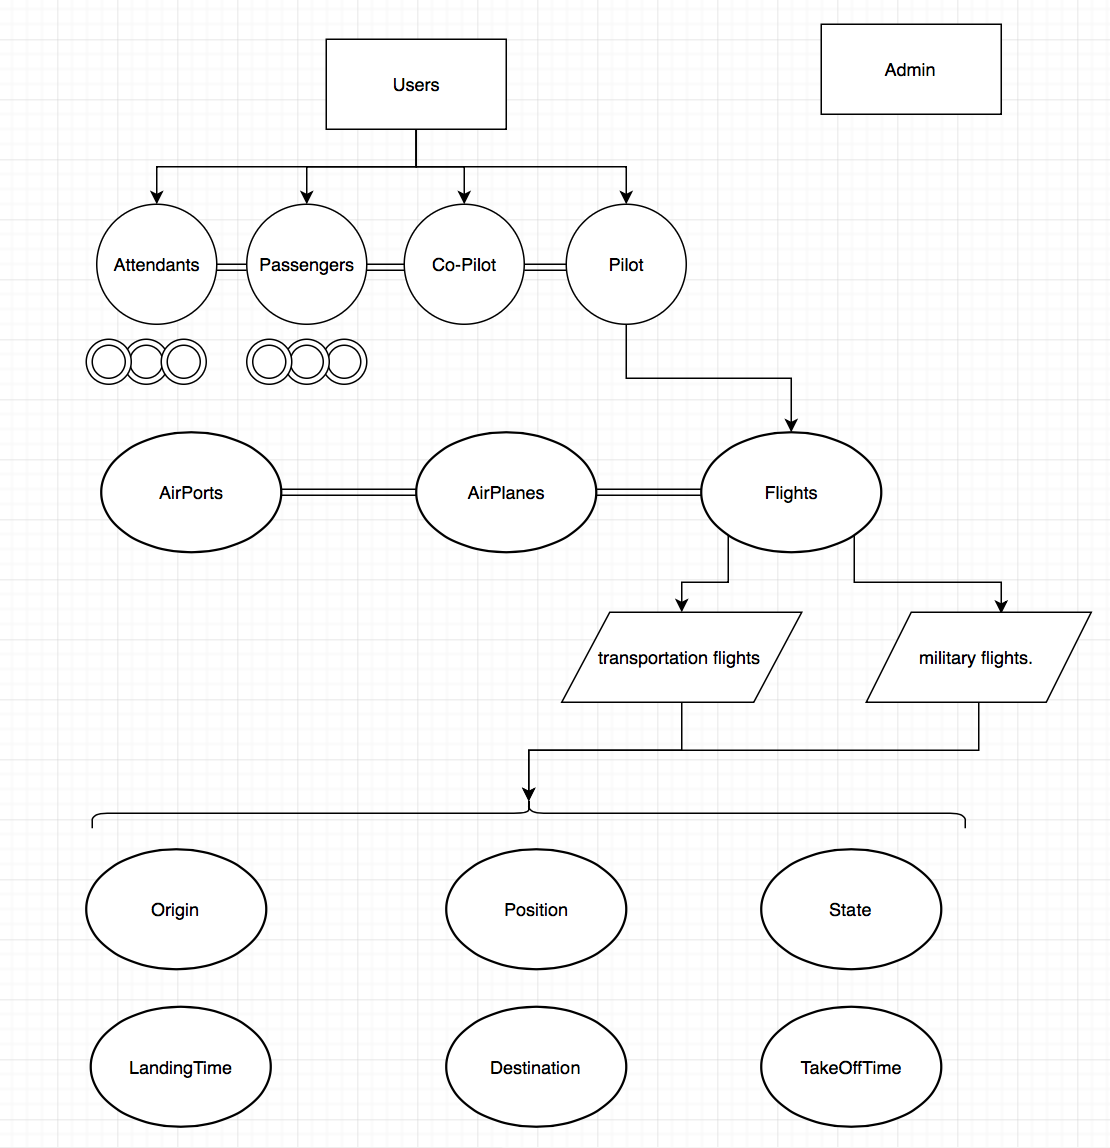 Users
Admin
Attendants
Passengers
Co-Pilot
Pilot
AirPorts
AirPlanes
Flights
transportation flights
military flights.
Origin
Position
State
LandingTime
Destination
TakeOffTime